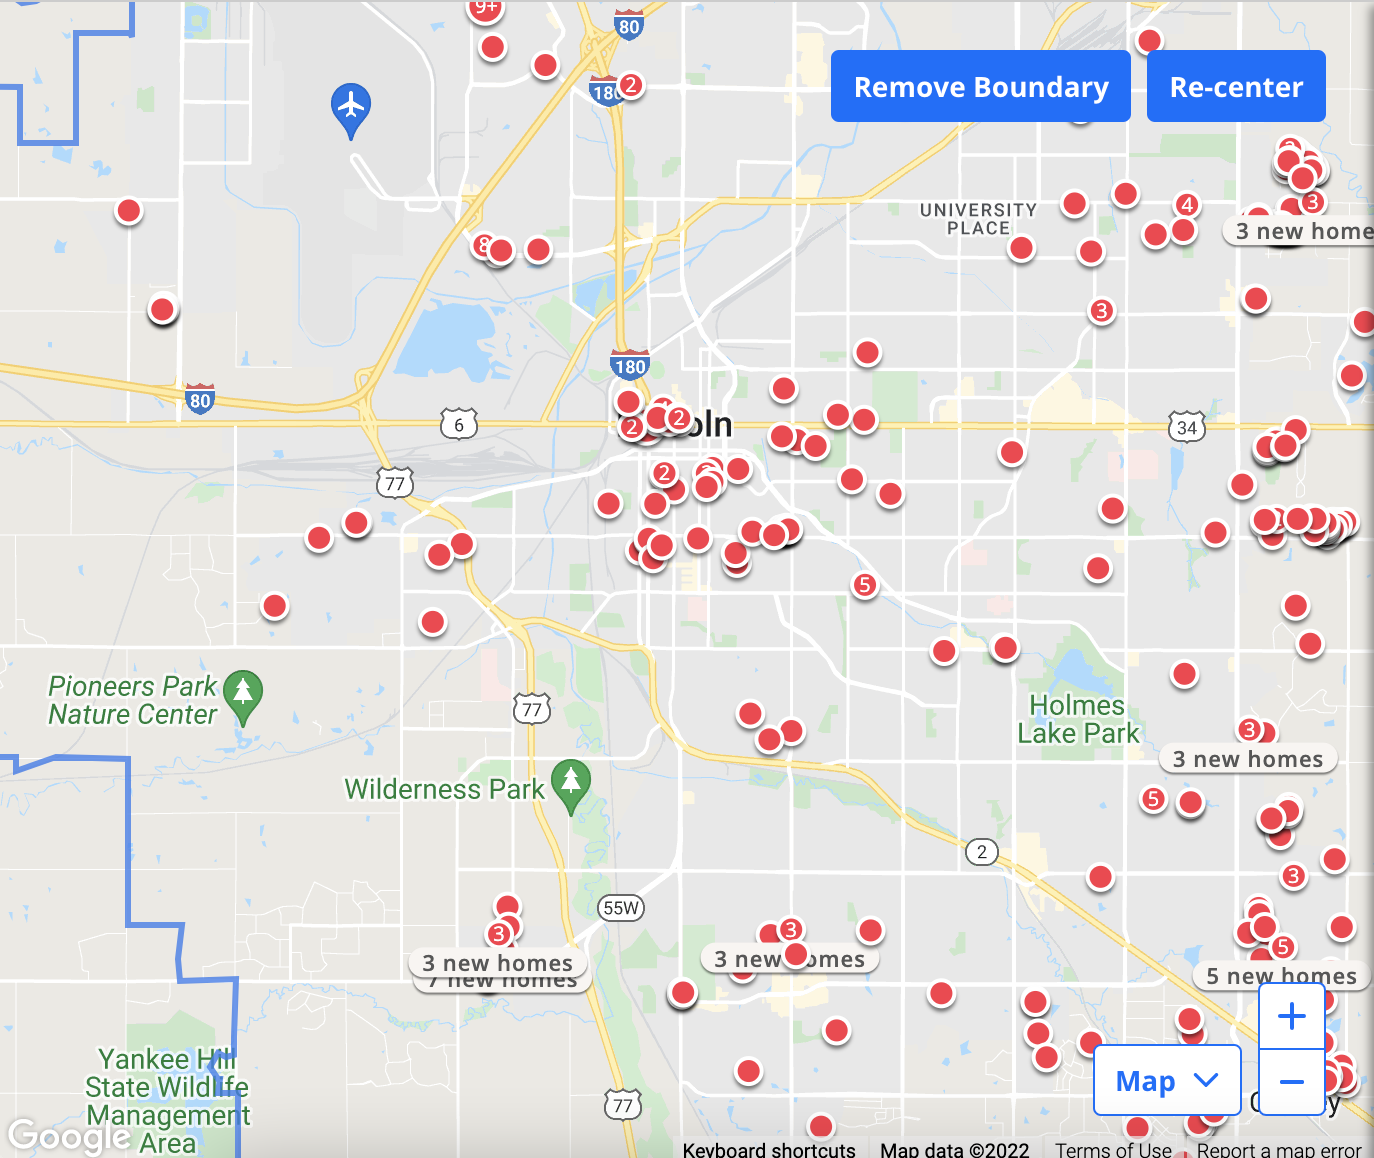 9+
80
180
2
Remove Boundary
Re-center
UNIVERSITY
PLACE
4
3
3 new home
8
3
180
80
6
2
2
oln
34
77
2
5
Pioneers Park
Nature Center
77
Holmes
Lake Park
3
3 new homes
Wilderness Park
5
2
3
55W
3
3 new homes
7 new homes
3
3 new homes
5
5 new homes
+
−
Map
Yankee Hill
State Wildlife
Management
Area
77
Google
Keyboard shortcuts
Map data ©2022
Terms of Use
Report a map error